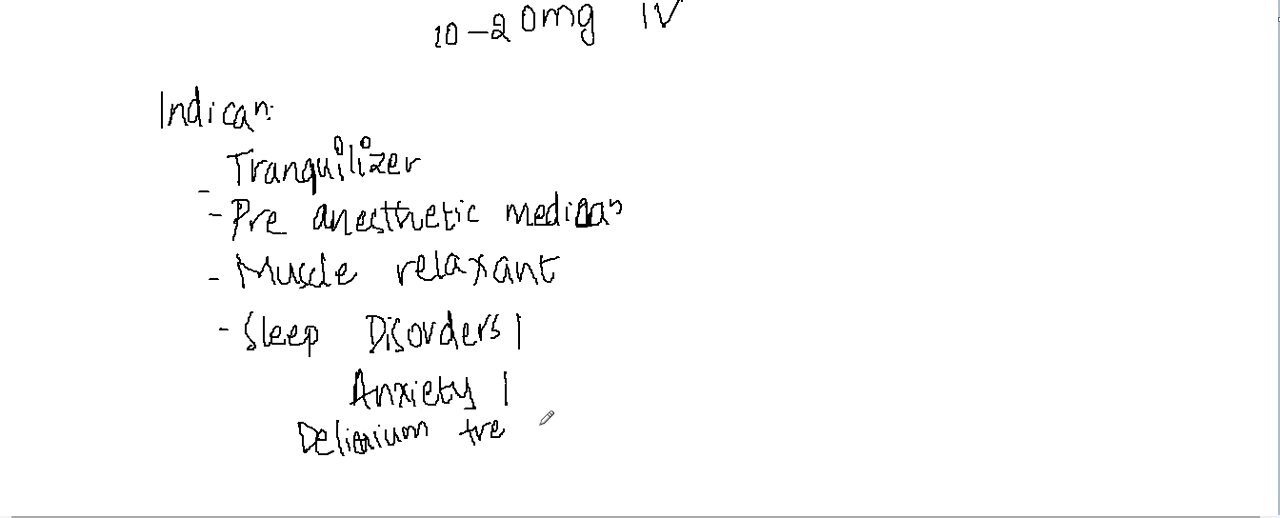 10-20mg IV
Indican:
- Tranquilizer
- Pre anesthetic medican
- Muscle relaxant
- Sleep Disorders |
Anxiety |
Delirium tre